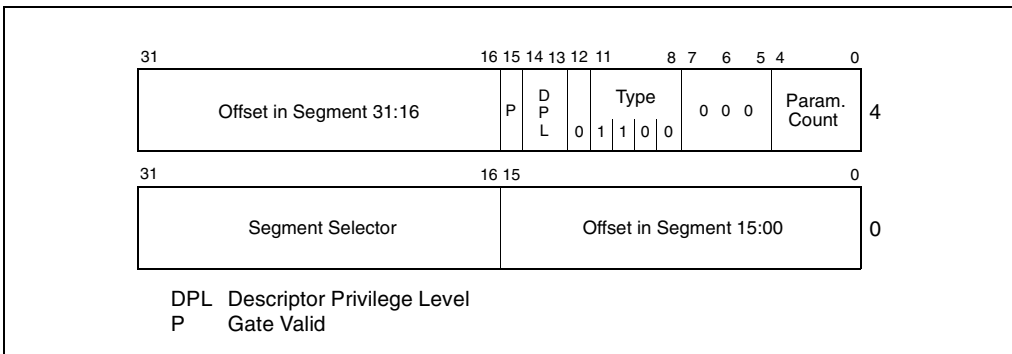 31 16 15 14 13 12 11 8 7 6 5 4 0
Offset in Segment 31:16 P D P L 0 Type 1 1 0 0 0 0 0 Param. Count 4
31 16 15 0
Segment Selector Offset in Segment 15:00 0
DPL Descriptor Privilege Level
P Gate Valid